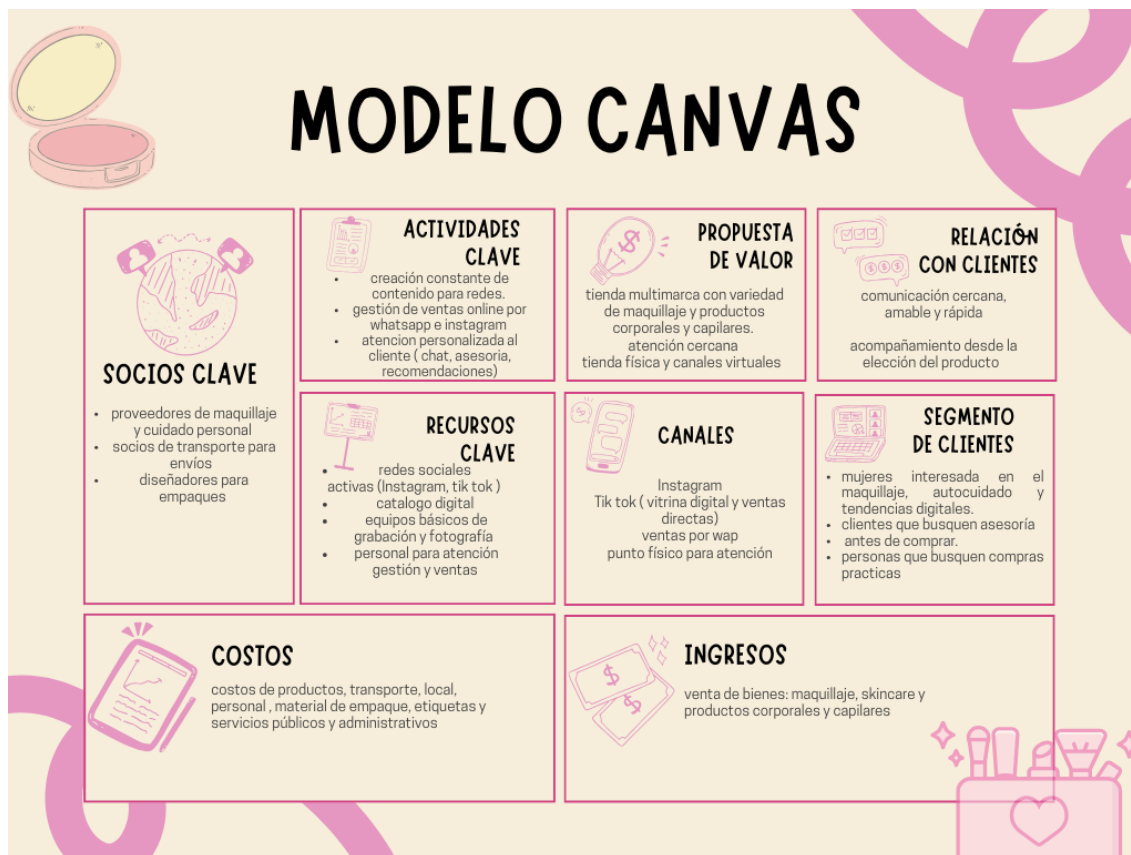 MODELO CANVAS
SOCIOS CLAVE
• proveedores de maquillaje
y cuidado personal
• socios de transporte para
envíos
• diseñadores para
empaques
ACTIVIDADES
CLAVE
• creación constante de
contenido para redes.
• gestión de ventas online por
whatsapp e instagram
• atencion personalizada al
cliente ( chat, asesoria,
recomendaciones)
RECURSOS
CLAVE
• redes sociales
activas (Instagram, tik tok )
• catalogo digital
• equipos básicos de
grabación y fotografía
• personal para atención
gestión y ventas
PROPUESTA
DE VALOR
tienda multimarca con variedad
de maquillaje y productos
corporales y capilares.
atención cercana
tienda física y canales virtuales
CANALES
Instagram
Tik tok ( vitrina digital y ventas
directas)
ventas por wap
punto físico para atención
RELACIÓN
CON CLIENTES
comunicación cercana,
amable y rápida
acompañamiento desde la
elección del producto
SEGMENTO
DE CLIENTES
• mujeres interesada en el
maquillaje, autocuidado y
tendencias digitales.
• clientes que busquen asesoría
• antes de comprar.
• personas que busquen compras
practicas
COSTOS
costos de productos, transporte, local,
personal , material de empaque, etiquetas y
servicios públicos y administrativos
INGRESOS
venta de bienes: maquillaje, skincare y
productos corporales y capilares